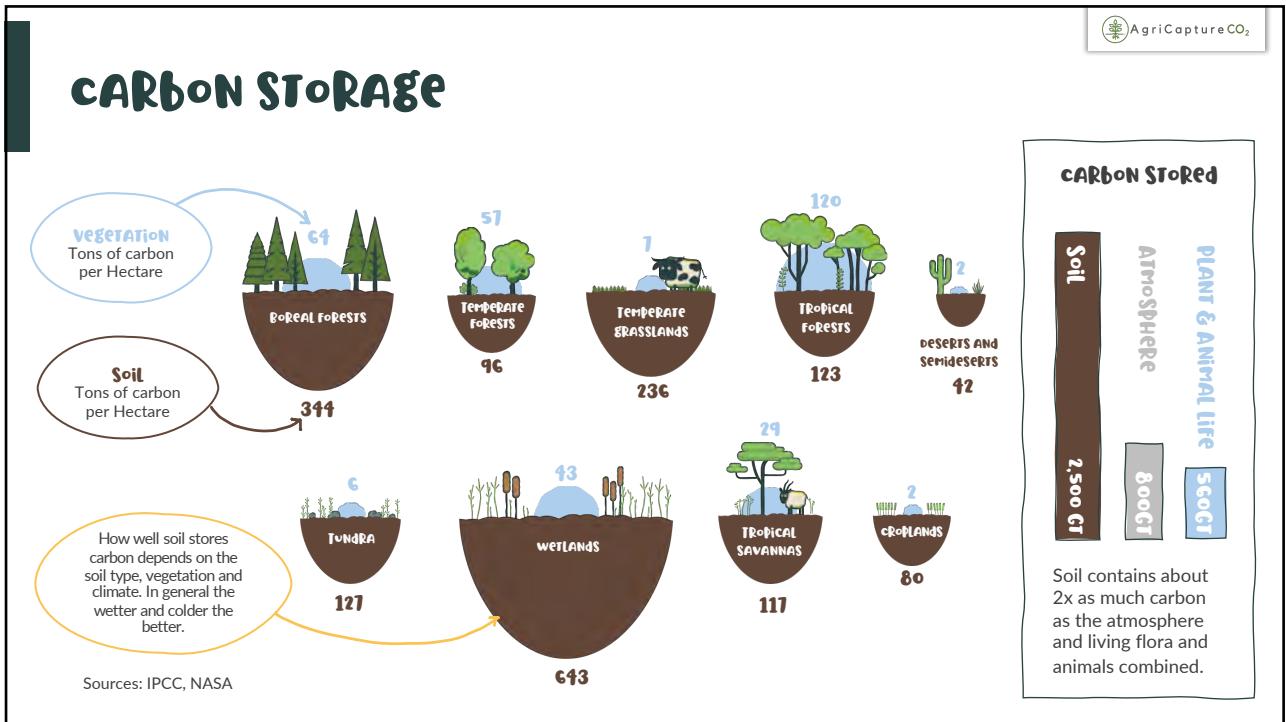 AgriCaptureCO₂
CARBON STORAGE
VEGETATION
Tons of carbon
per Hectare
64
BOREAL FORESTS
344
57
TEMPERATE
FORESTS
96
7
TEMPERATE
GRASSLANDS
236
120
TROPICAL
FORESTS
123
2
DESERTS AND
SEMIDESERTS
42
SOIL
Tons of carbon
per Hectare
6
TUNDRA
127
43
WETLANDS
643
29
TROPICAL
SAVANNAS
117
2
CROPLANDS
80
How well soil stores
carbon depends on the
soil type, vegetation and
climate. In general the
wetter and colder the
better.
Sources: IPCC, NASA
CARBON STORED
SOIL
2,500 GT
ATMOSPHERE
800GT
PLANT & ANIMAL LIFE
560GT
Soil contains about
2x as much carbon
as the atmosphere
and living flora and
animals combined.